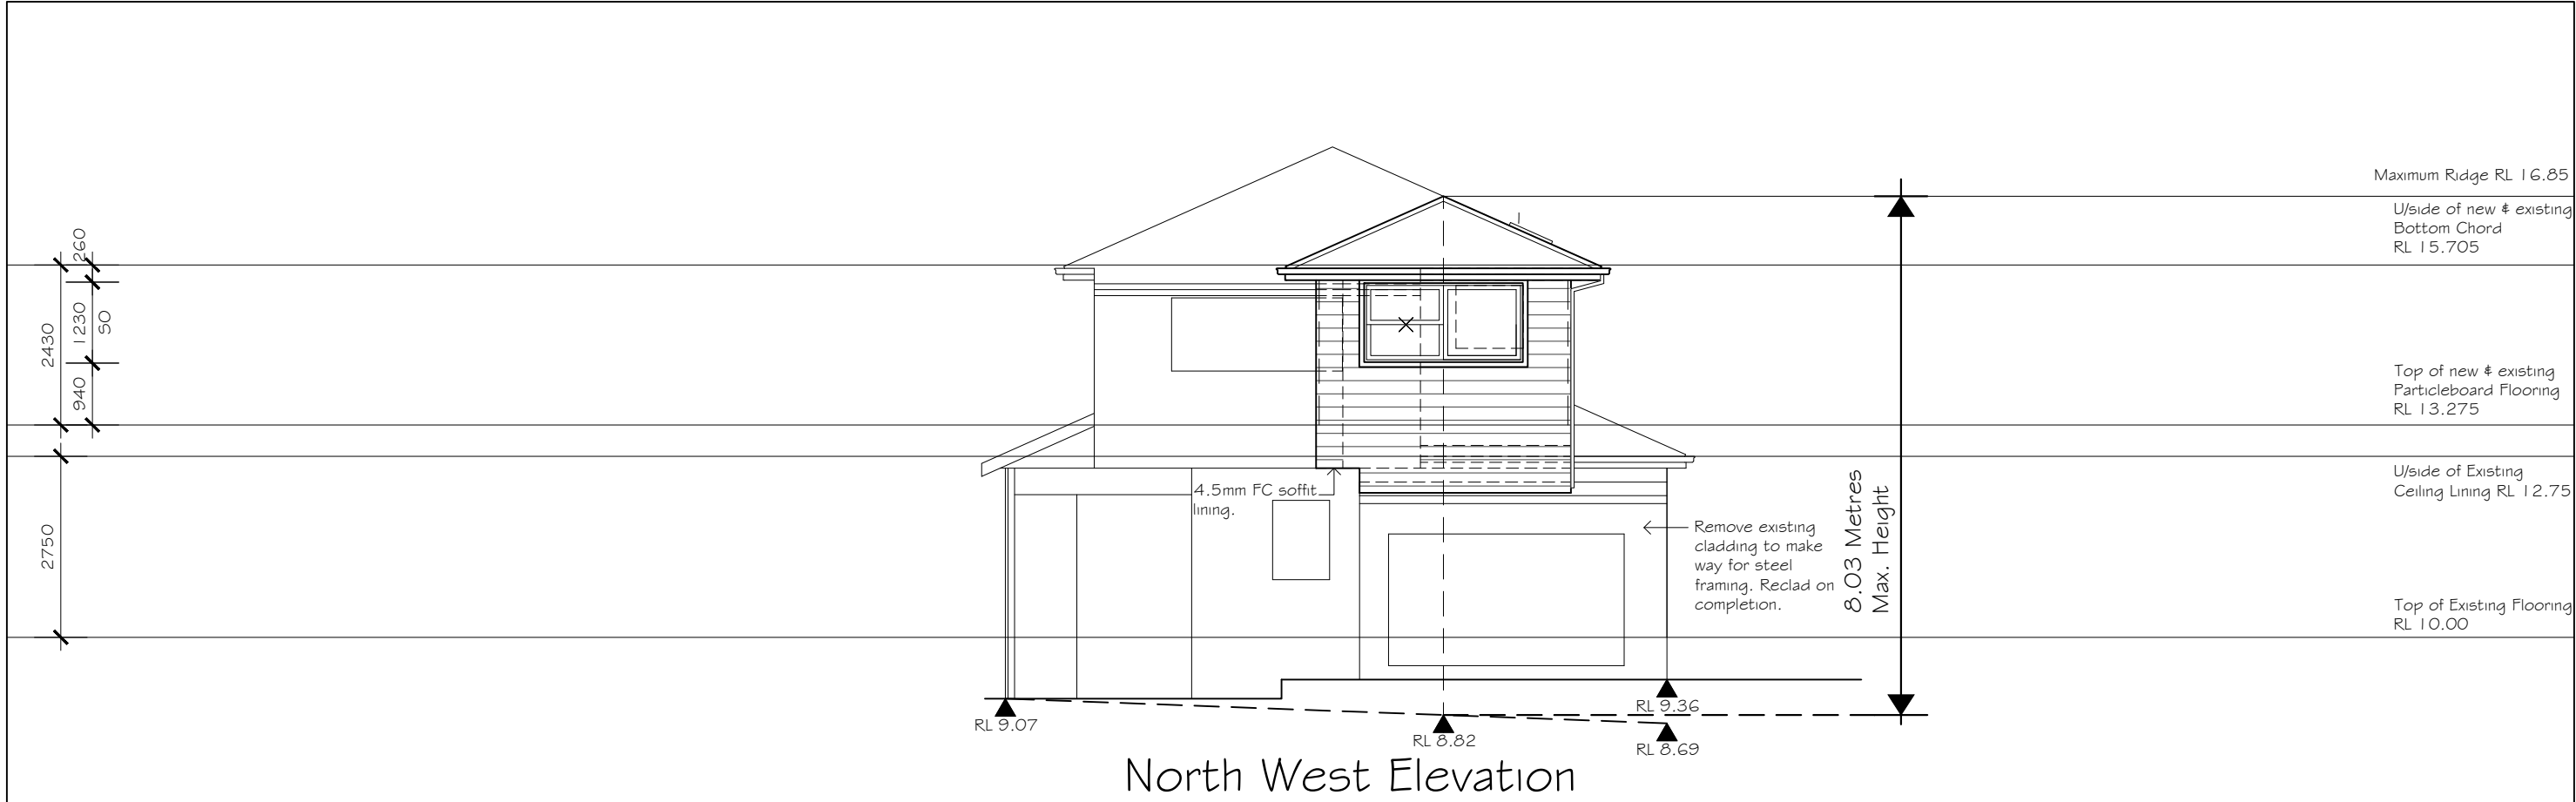 Maximum Ridge RL 16.85
U/side of new & existing
Bottom Chord
RL 15.705
260
1230
50
2430
940
Top of new & existing
Particleboard Flooring
RL 13.275
U/side of Existing
Ceiling Lining RL 12.75
4.5mm FC soffit
lining.
2750
Remove existing
cladding to make
way for steel
framing. Reclad on
completion.
8.03 Metres
Max. Height
Top of Existing Flooring
RL 10.00
RL 9.07
RL 9.36
RL 8.82
RL 8.69
North West Elevation